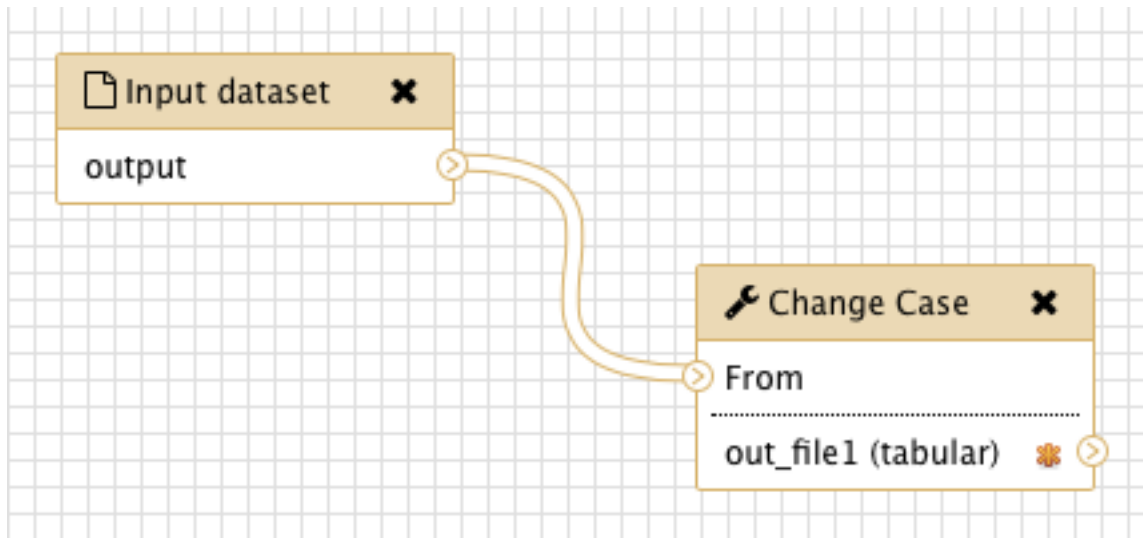 Input dataset
output
Change Case
From
out_file1 (tabular)